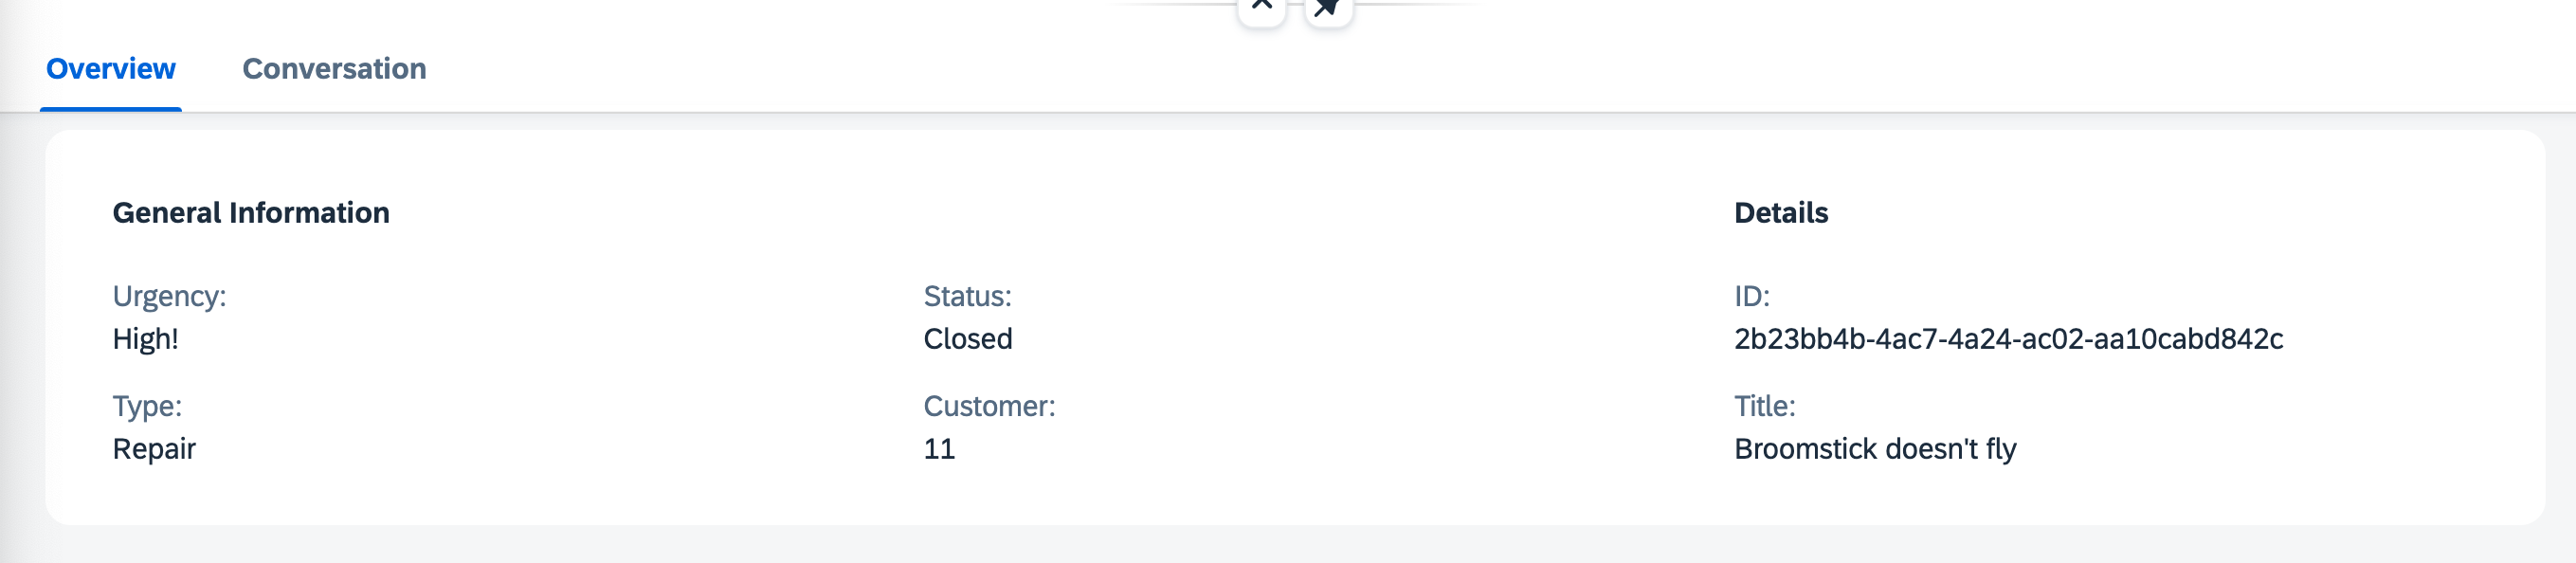 Overview Conversation
General Information
Urgency:
High!
Type:
Repair
Status:
Closed
Customer:
11
Details
ID:
2b23bb4b-4ac7-4a24-ac02-aa10cabd842c
Title:
Broomstick doesn't fly